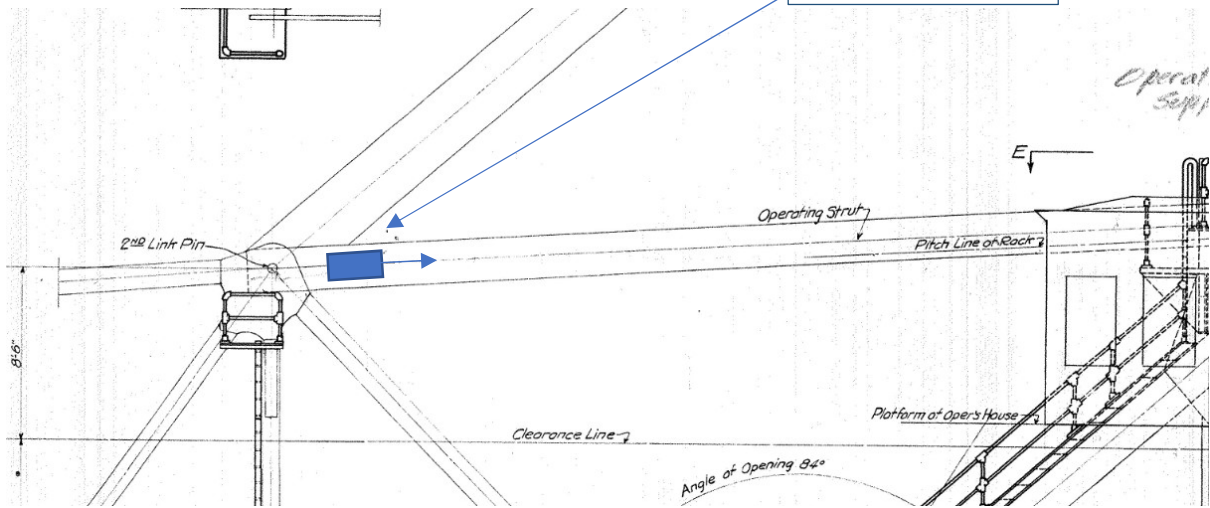 E
Operating Strut
2ND Link Pin
Pitch Line of Rack
8'-6"
Platform at Oper's House
Clearance Line
Angle of Opening 84°